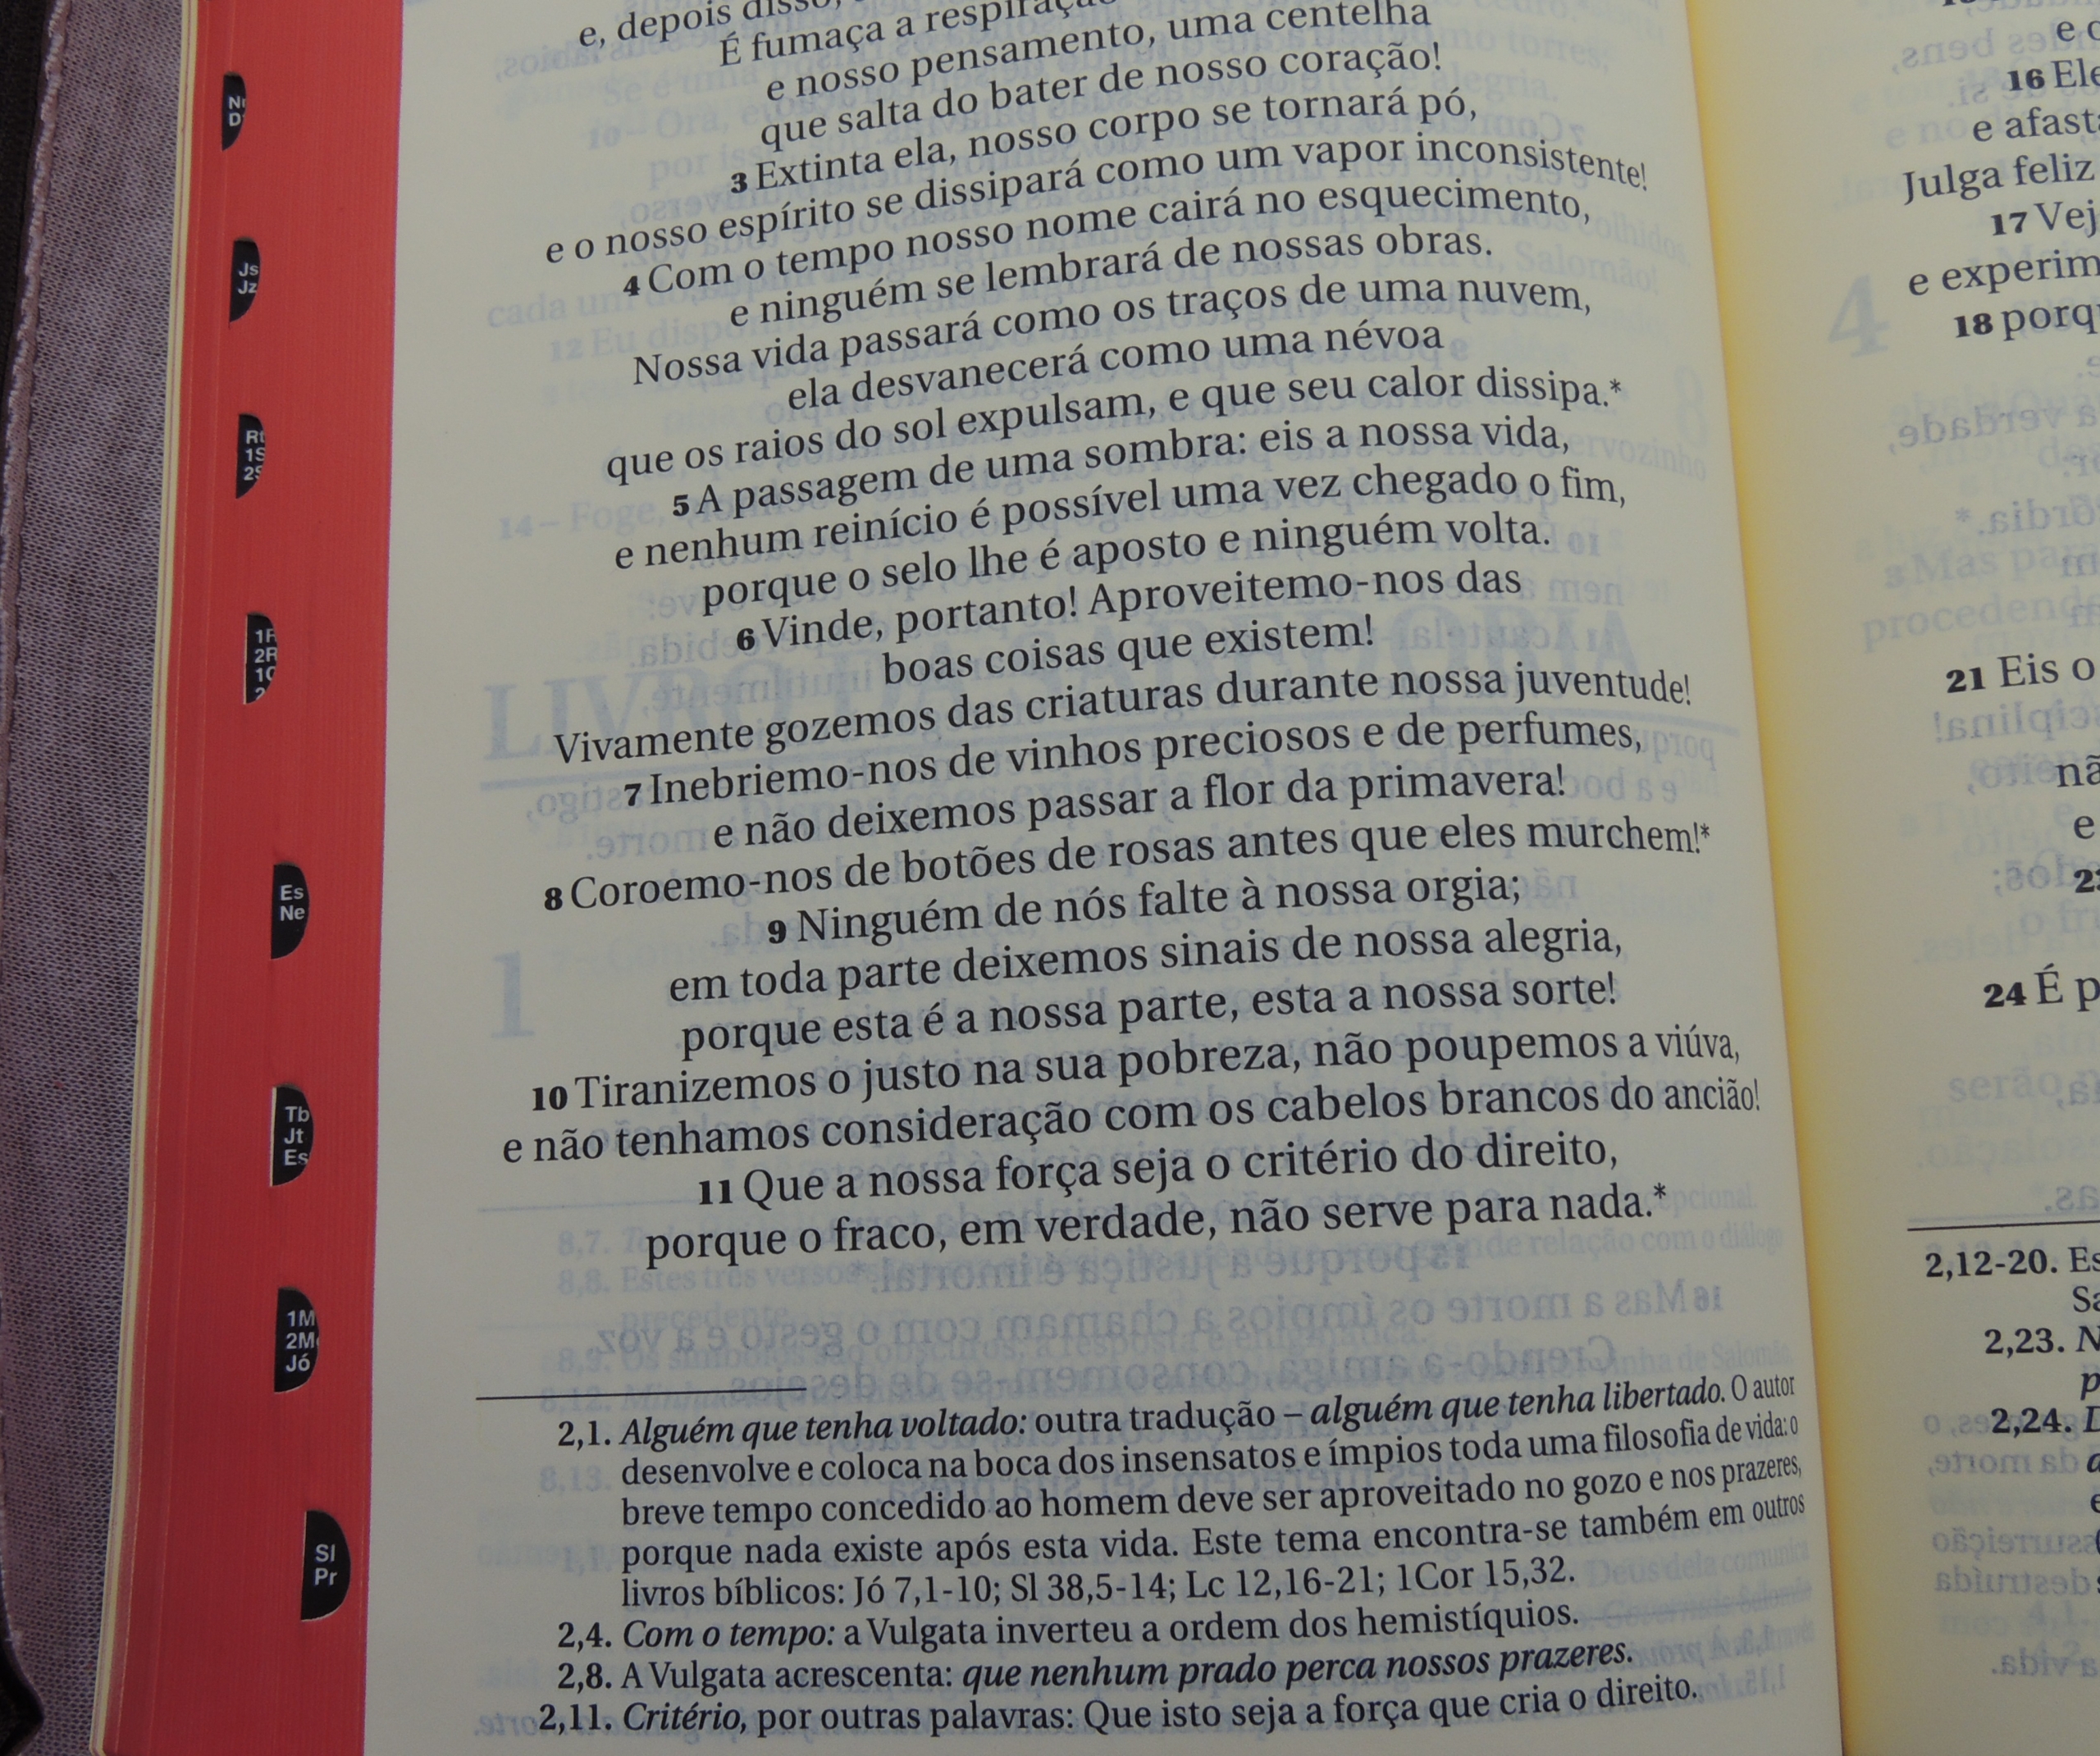 e, depois disso,
É fumaça a
e nosso pensamento, uma centelha
que salta do bater de nosso coração!
3 Extinta ela, nosso corpo se tornará pó,
e o nosso espírito se dissipará como um vapor inconsistente!
4 Com o tempo nosso nome cairá no esquecimento,
e ninguém se lembrará de nossas obras.
Nossa vida passará como os traços de uma nuvem,
ela desvanecerá como uma névoa
que os raios do sol expulsam, e que seu calor dissipa.*
5 A passagem de uma sombra: eis a nossa vida,
e nenhum reinício é possível uma vez chegado o fim,
porque o selo lhe é aposto e ninguém volta.
6 Vinde, portanto! Aproveitemo-nos das
boas coisas que existem!
Vivamente gozemos das criaturas durante nossa juventude!
7 Inebriemo-nos de vinhos preciosos e de perfumes,
e não deixemos passar a flor da primavera!
8 Coroemo-nos de botões de rosas antes que eles murchem!*
9 Ninguém de nós falte à nossa orgia;
em toda parte deixemos sinais de nossa alegria,
porque esta é a nossa parte, esta a nossa sorte!
10 Tiranizemos o justo na sua pobreza, não poupemos a viúva,
e não tenhamos consideração com os cabelos brancos do ancião!
11 Que a nossa força seja o critério do direito,
porque o fraco, em verdade, não serve para nada.*
2,1. Alguém que tenha voltado: outra tradução – alguém que tenha libertado. O autor
desenvolve e coloca na boca dos insensatos e ímpios toda uma filosofia de vida: o
breve tempo concedido ao homem deve ser aproveitado no gozo e nos prazeres,
porque nada existe após esta vida. Este tema encontra-se também em outros
livros bíblicos: Jó 7,1-10; Sl 38,5-14; Lc 12,16-21; 1Cor 15,32.
2,4. Com o tempo: a Vulgata inverteu a ordem dos hemistíquios.
2,8. A Vulgata acrescenta: que nenhum prado perca nossos prazeres.
2,11. Critério, por outras palavras: Que isto seja a força que cria o direito.
16 Ele
e
Julga feliz
17
e
18
21 Eis o
e
24 É
2,12-20.
2,23.
2,24.
Js
Jz
Es
Ne
Tb
Jt
Es
1M
2M
Jó
Sl
Pr